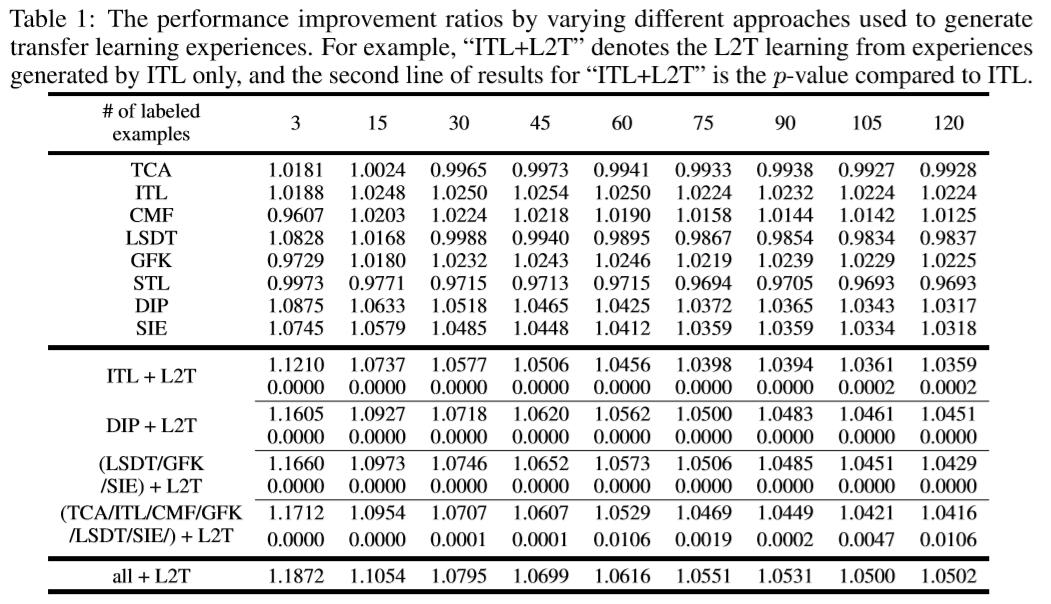 Table 1: The performance improvement ratios by varying different approaches used to generate
transfer learning experiences. For example, “ITL+L2T” denotes the L2T learning from experiences
generated by ITL only, and the second line of results for “ITL+L2T” is the p-value compared to ITL.
# of labeled
examples 3 15 30 45 60 75 90 105 120
TCA 1.0181 1.0024 0.9965 0.9973 0.9941 0.9933 0.9938 0.9927 0.9928
ITL 1.0188 1.0248 1.0250 1.0254 1.0250 1.0224 1.0232 1.0224 1.0224
CMF 0.9607 1.0203 1.0224 1.0218 1.0190 1.0158 1.0144 1.0142 1.0125
LSDT 1.0828 1.0168 0.9988 0.9940 0.9895 0.9867 0.9854 0.9834 0.9837
GFK 0.9729 1.0180 1.0232 1.0243 1.0246 1.0219 1.0239 1.0229 1.0225
STL 0.9973 0.9771 0.9715 0.9713 0.9715 0.9694 0.9705 0.9693 0.9693
DIP 1.0875 1.0633 1.0518 1.0465 1.0425 1.0372 1.0365 1.0343 1.0317
SIE 1.0745 1.0579 1.0485 1.0448 1.0412 1.0359 1.0359 1.0334 1.0318
ITL + L2T 1.1210 1.0737 1.0577 1.0506 1.0456 1.0398 1.0394 1.0361 1.0359
0.0000 0.0000 0.0000 0.0000 0.0000 0.0000 0.0000 0.0002 0.0002
DIP + L2T 1.1605 1.0927 1.0718 1.0620 1.0562 1.0500 1.0483 1.0461 1.0451
0.0000 0.0000 0.0000 0.0000 0.0000 0.0000 0.0000 0.0000 0.0000
(LSDT/GFK 1.1660 1.0973 1.0746 1.0652 1.0573 1.0506 1.0485 1.0451 1.0429
/SIE) + L2T 0.0000 0.0000 0.0000 0.0000 0.0000 0.0000 0.0000 0.0000 0.0000
(TCA/ITL/CMF/GFK 1.1712 1.0954 1.0707 1.0607 1.0529 1.0469 1.0449 1.0421 1.0416
/LSDT/SIE/) + L2T 0.0000 0.0000 0.0001 0.0001 0.0106 0.0019 0.0002 0.0047 0.0106
all + L2T 1.1872 1.1054 1.0795 1.0699 1.0616 1.0551 1.0531 1.0500 1.0502